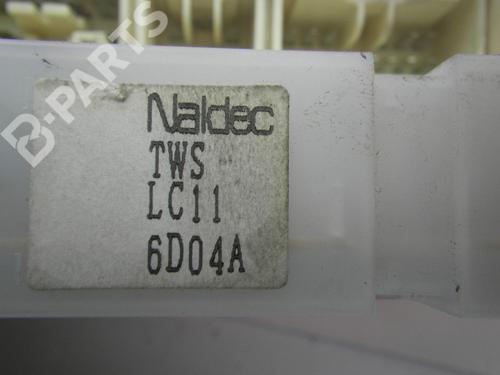 B-PARTS
Naldec
TWS
LC11
6D04A